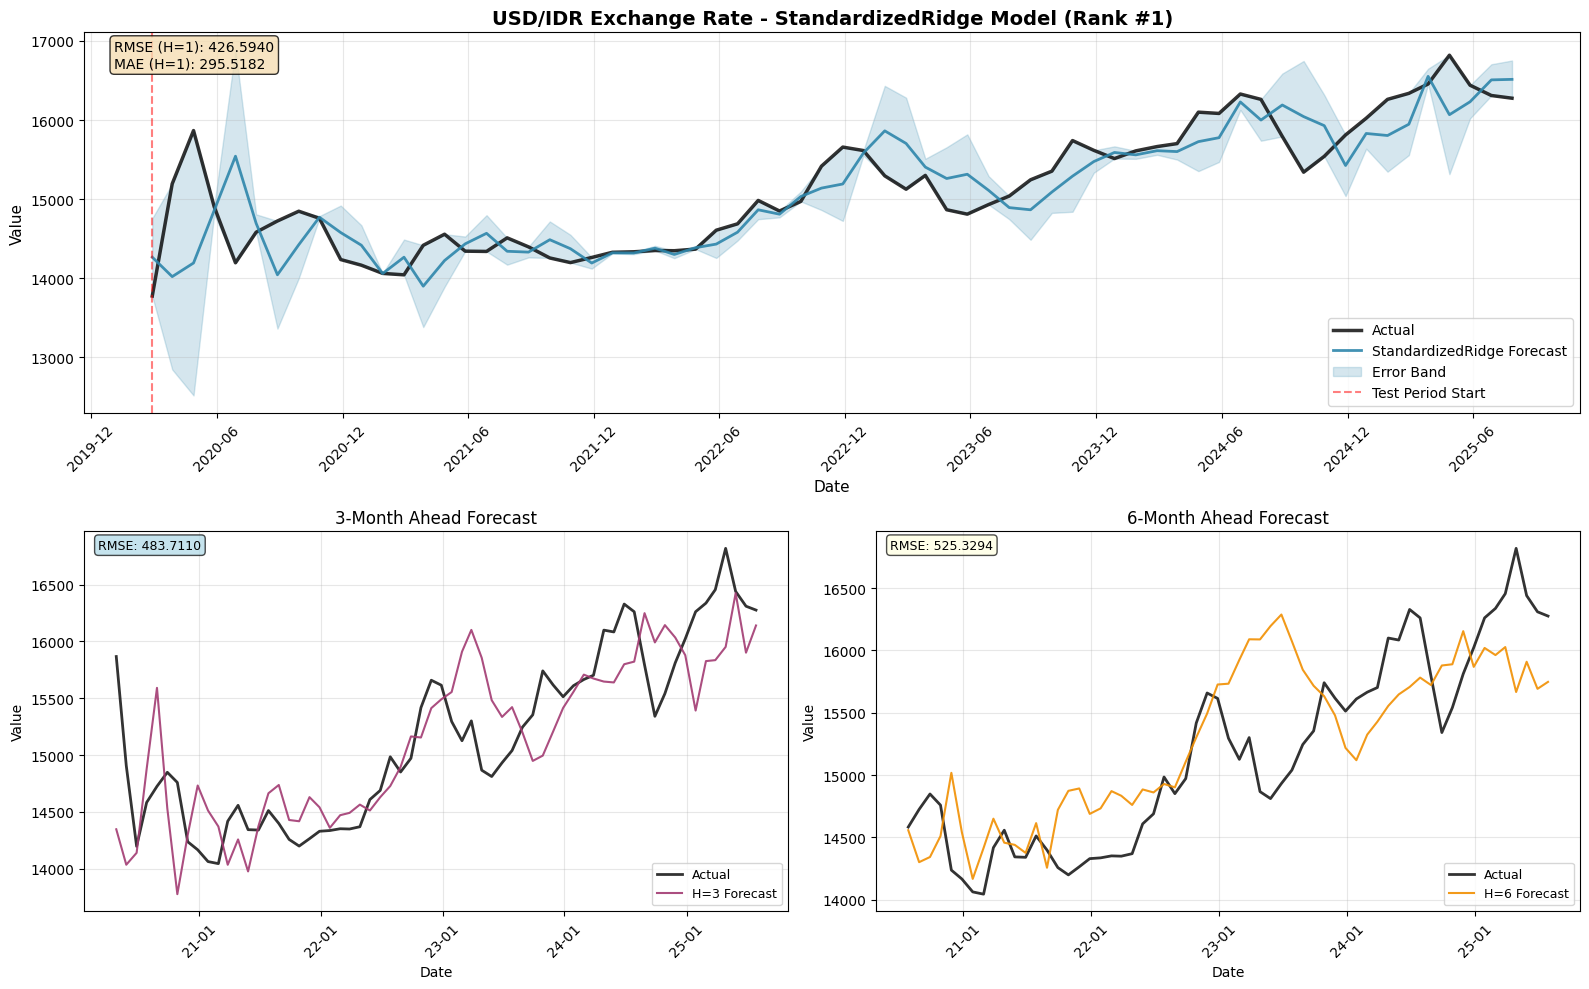 USD/IDR Exchange Rate - StandardizedRidge Model (Rank #1)
RMSE (H=1): 426.5940
MAE (H=1): 295.5182
17000
16000
15000
14000
13000
Value
Actual
StandardizedRidge Forecast
Error Band
Test Period Start
2019-12
2020-06
2020-12
2021-06
2021-12
2022-06
2022-12
2023-06
2023-12
2024-06
2024-12
2025-06
Date
3-Month Ahead Forecast
RMSE: 483.7110
16500
16000
15500
15000
14500
14000
Value
Actual
H=3 Forecast
21-01
22-01
23-01
24-01
25-01
Date
6-Month Ahead Forecast
RMSE: 525.3294
16500
16000
15500
15000
14500
14000
Value
Actual
H=6 Forecast
21-01
22-01
23-01
24-01
25-01
Date